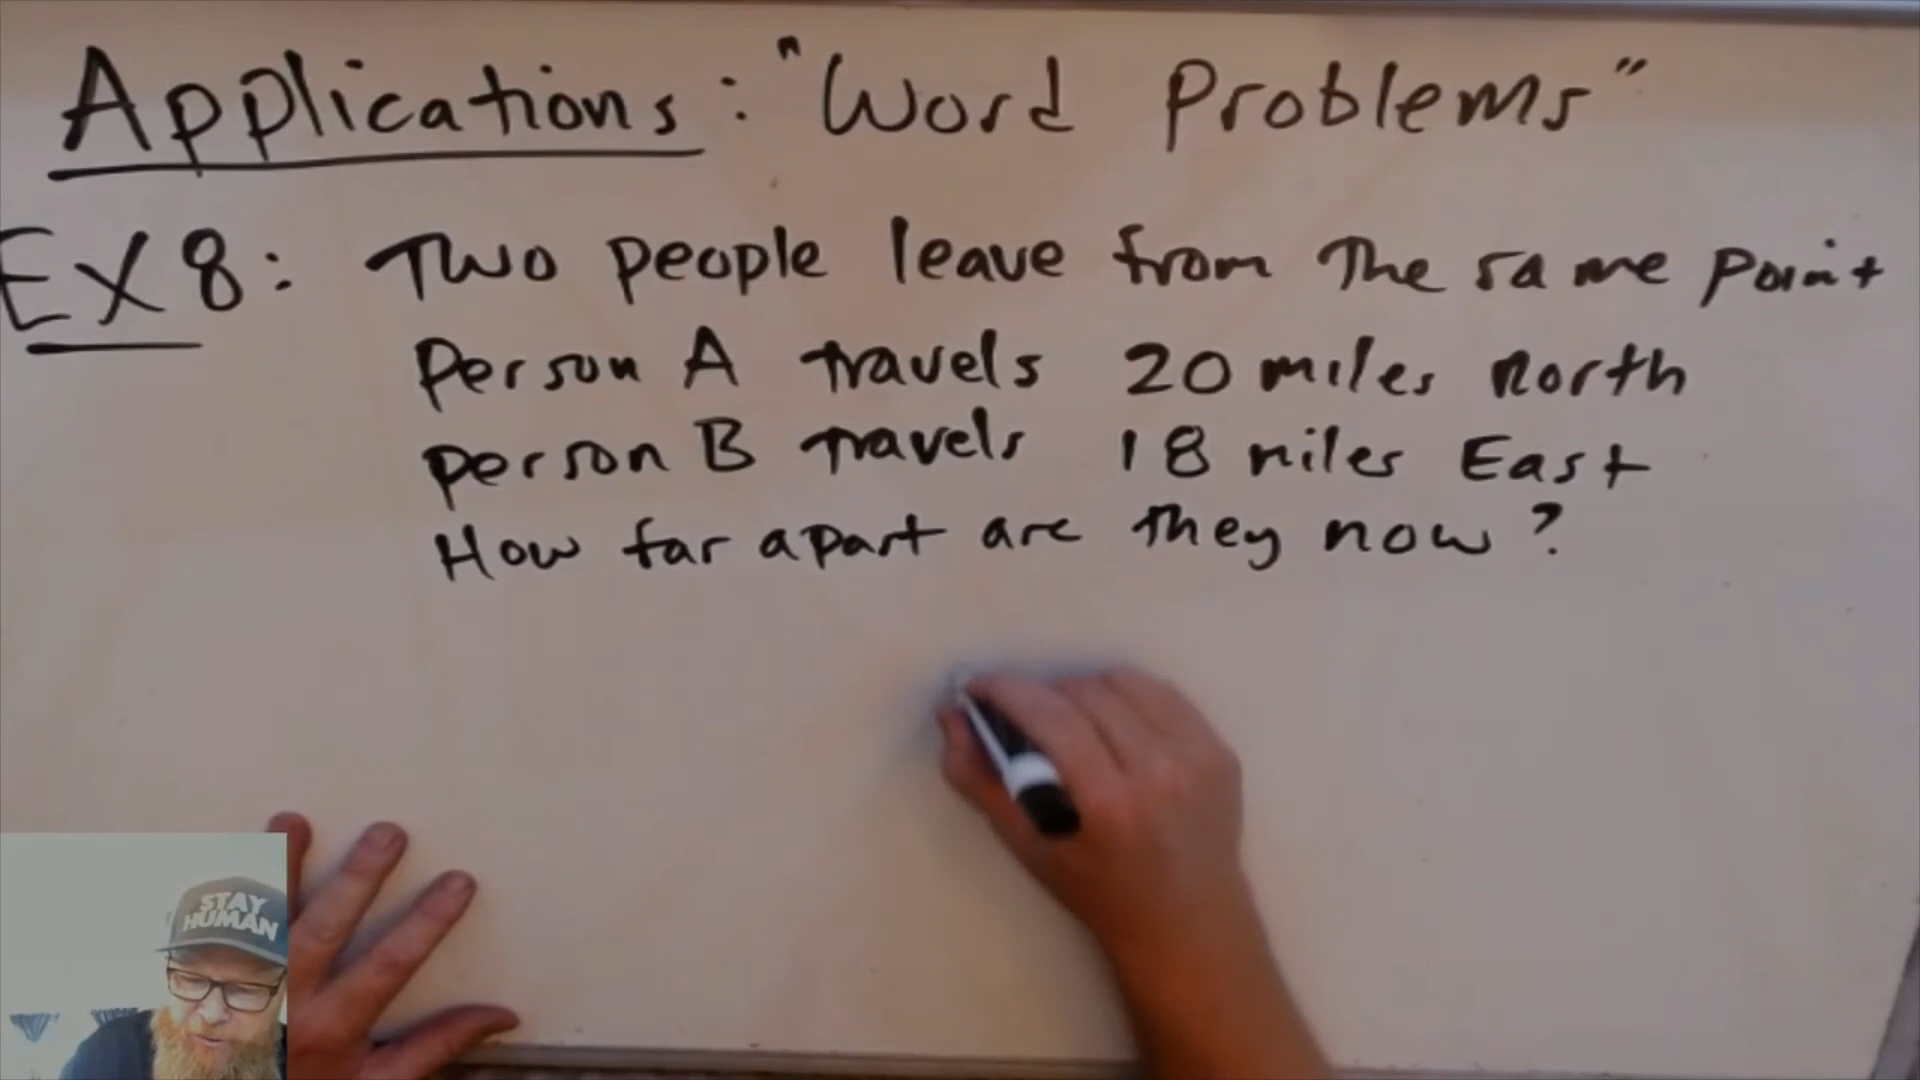 Applications: "Word Problems"
EX 8: Two people leave from The same point
Person A travels 20 miles North
person B travels 18 miles East
How far apart are They now?
STAY
HUMAN